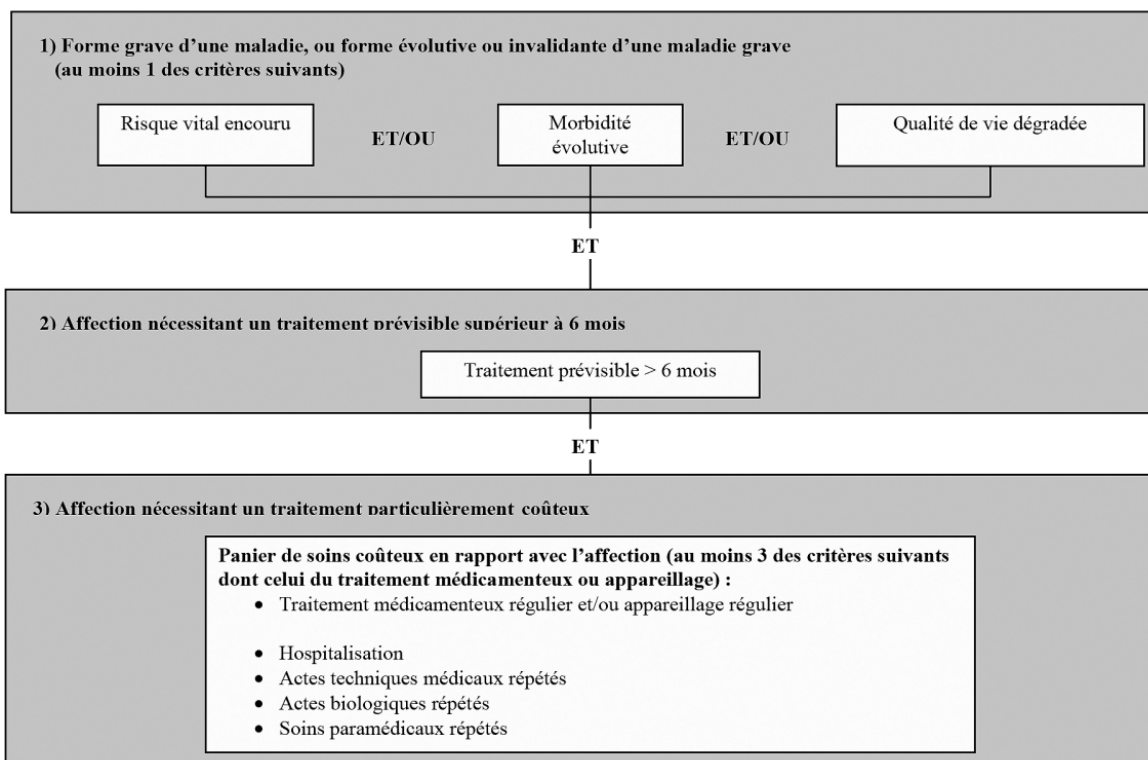 1) Forme grave d'une maladie, ou forme évolutive ou invalidante d'une maladie grave
(au moins 1 des critères suivants)
Risque vital encouru
ET/OU
Morbidité
évolutive
ET/OU
Qualité de vie dégradée
ET
2) Affection nécessitant un traitement prévisible supérieur à 6 mois
Traitement prévisible > 6 mois
ET
3) Affection nécessitant un traitement particulièrement coûteux
Panier de soins coûteux en rapport avec l'affection (au moins 3 des critères suivants
dont celui du traitement médicamenteux ou appareillage) :
• Traitement médicamenteux régulier et/ou appareillage régulier
• Hospitalisation
• Actes techniques médicaux répétés
• Actes biologiques répétés
• Soins paramédicaux répétés